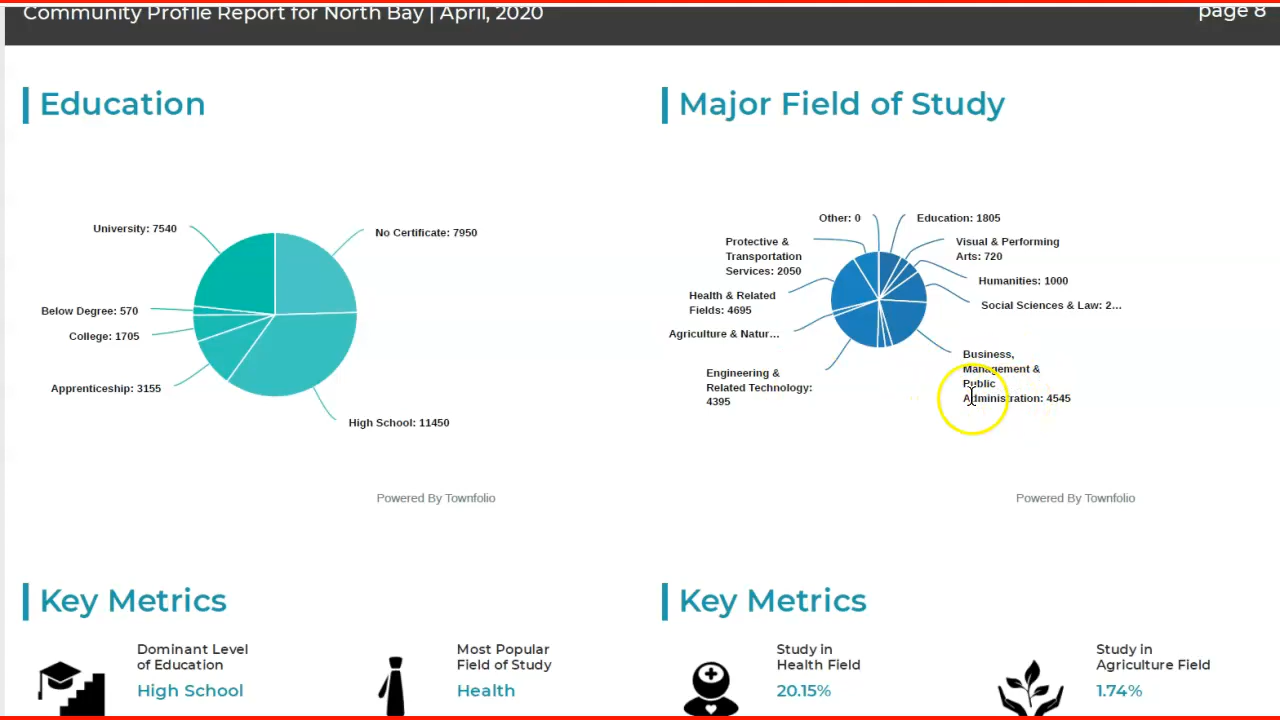 Community Profile Report for North Bay | April, 2020
page 8
Education
University: 7540
No Certificate: 7950
Below Degree: 570
College: 1705
Apprenticeship: 3155
High School: 11450
Powered By Townfolio
Major Field of Study
Other: 0
Education: 1805
Protective &
Transportation
Services: 2050
Visual & Performing
Arts: 720
Humanities: 1000
Health & Related
Fields: 4695
Social Sciences & Law: 2...
Agriculture & Natur...
Engineering &
Related Technology:
4395
Business,
Management &
Public
Administration: 4545
Powered By Townfolio
Key Metrics
Dominant Level
of Education
High School
Most Popular
Field of Study
Health
Key Metrics
Study in
Health Field
20.15%
Study in
Agriculture Field
1.74%